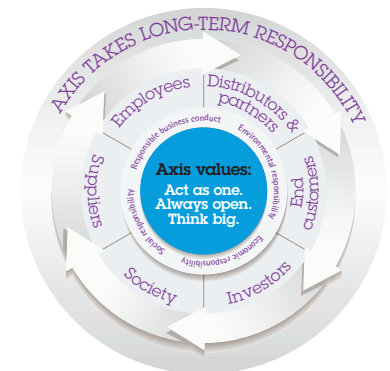 AXIS TAKES LONG-TERM RESPONSIBILITY
Employees
Distributors &
partners
End
customers
Investors
Society
Suppliers
Responsible business conduct
Environmental responsibility
Economic responsibility
Social responsibility
Axis values:
Act as one.
Always open.
Think big.